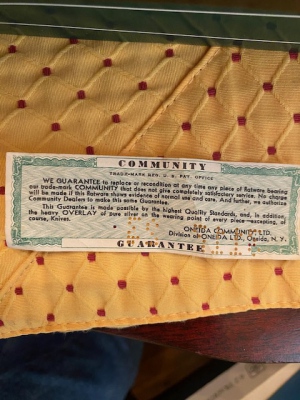 COMMUNITY
TRADE-MARK REG. U. S. PAT. OFFICE
WE GUARANTEE to replace or recondition at any time any piece of flatware bearing
our trade-mark COMMUNITY that does not give completely satisfactory service. No charge
will be made if this flatware shows evidence of normal use and care. And further, we authorize
Community Dealers to make this same Guarantee.
This Guarantee is made possible by the highest Quality Standards, and, in addition,
the heavy OVERLAY of pure silver on the wearing point of every piece—excepting, of
course, Knives.
ONEIDA COMMUNITY, LTD.
Division of ONEIDA LTD., Oneida, N. Y.
GUARANTEE